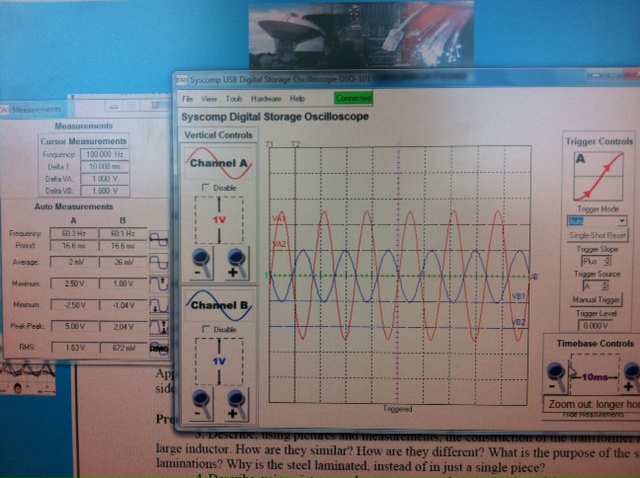 Syscomp USB Digital Storage Oscilloscope DSO-101
File View Tools Hardware Help Connected
Syscomp Digital Storage Oscilloscope
Measurements
Measurements
Cursor Measurements
Frequency 100.000 Hz
Delta T: 10.000 ms
Delta VA: 1.000 V
Delta VB: 1.000 V
Auto Measurements
A B
Frequency: 60.3 Hz 60.1 Hz
Period: 16.6 ms 16.6 ms
Average: -2 mV 26 mV
Maximum: 2.50 V 1.00 V
Minimum: -2.50 V -1.04 V
Peak-Peak: 5.00 V 2.04 V
RMS: 1.63 V 672 mV RMS
Vertical Controls
Channel A
Disable
1V
- +
Channel B
Disable
1V
- +
T1 T2
VA1
VA2
T
AB
VB1
VB2
Triggered
Trigger Controls
A
Trigger Mode
Auto
Single-Shot Reset
Trigger Slope
Plus
Trigger Source
A
Manual Trigger
Trigger Level
0.000 V
Timebase Controls
10ms
- +
Zoom out: longer
Hide Measurements
side
3. Describe, using pictures and measurements, the construction of the transformer
large inductor. How are they similar? How are they different? What is the purpose of the
laminations? Why is the steel laminated, instead of in just a single piece?